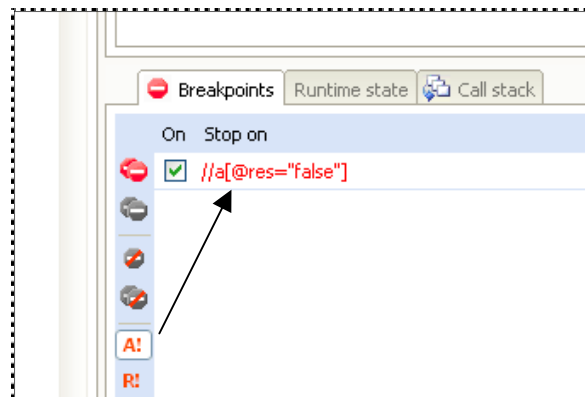 Breakpoints Runtime state Call stack
On Stop on
//a[@res="false"]
A!
R!